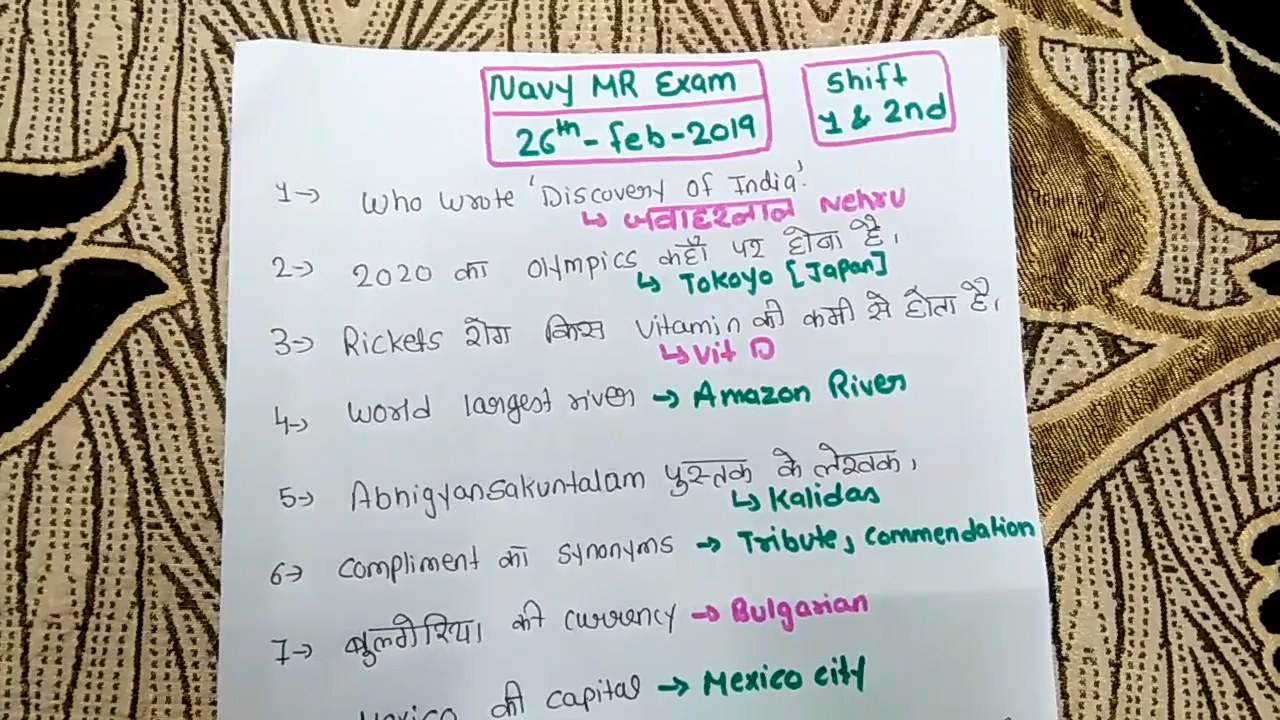 Navy MR Exam
26th-feb-2019
Shift
1 & 2nd
1→ Who wrote 'Discovery of India'.
↳ जवाहरलाल Nehru
2→ 2020 का Olympics कहाँ पर होना है।
↳ Tokoyo [Japan]
3→ Rickets रोग किस Vitamin की कमी से होता है।
↳ Vit D
4→ World largest river → Amazon River
5→ Abhigyansakuntalam पुस्तक के लेखक।
↳ Kalidas
6→ Compliment का synonyms → Tribute, commendation
7→ बुल्गेरिया की currency → Bulgarian
Mexico की capital → Mexico city